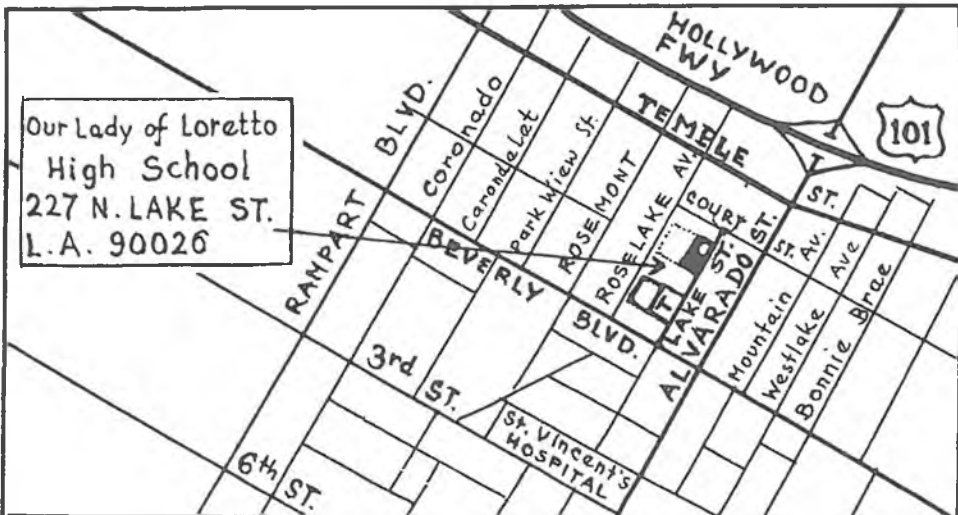 Our Lady of Loretto
High School
227 N. LAKE ST.
L.A. 90026
HOLLYWOOD
FWY
101
TEMPLE
ST.
RAMPART BLVD.
Coronado
Carondelet
Park View St.
ROSEMONT
ROSELAKE AV.
COURT ST.
LAKE ST.
ALVARADO ST.
Mountain Av.
Westlake Ave
Bonnie Brae
BEVERLY BLVD.
3rd ST.
St. Vincent's
HOSPITAL
6th ST.